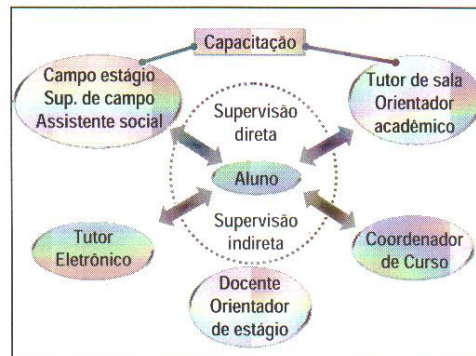 Capacitação
Campo estágio
Sup. de campo
Assistente social
Tutor de sala
Orientador
acadêmico
Supervisão
direta
Aluno
Supervisão
indireta
Tutor
Eletrônico
Coordenador
de Curso
Docente
Orientador
de estágio